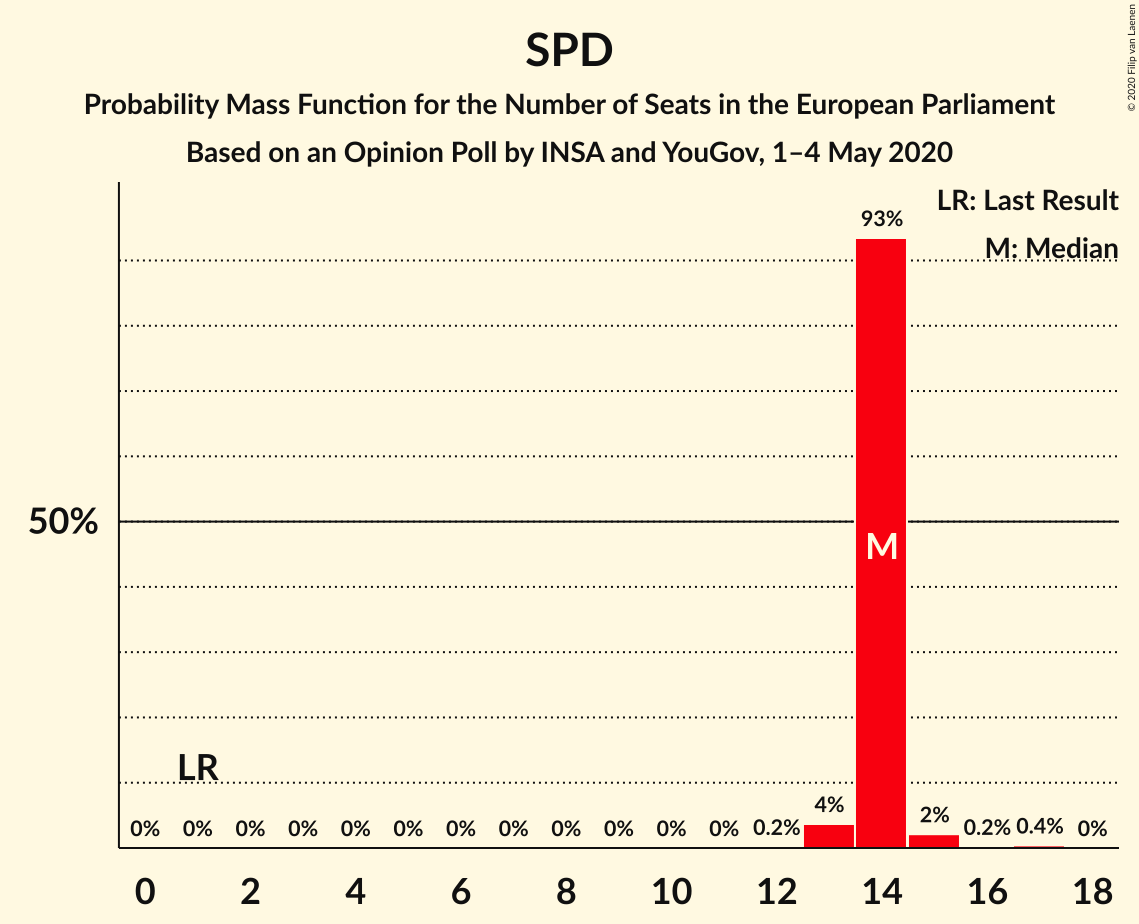 SPD
Probability Mass Function for the Number of Seats in the European Parliament
Based on an Opinion Poll by INSA and YouGov, 1–4 May 2020
© 2020 Filip van Laenen
LR: Last Result
M: Median
93%
50%
M
LR
0% 0% 0% 0% 0% 0% 0% 0% 0% 0% 0% 0% 0.2% 4% 2% 0.2% 0.4% 0%
0 2 4 6 8 10 12 14 16 18